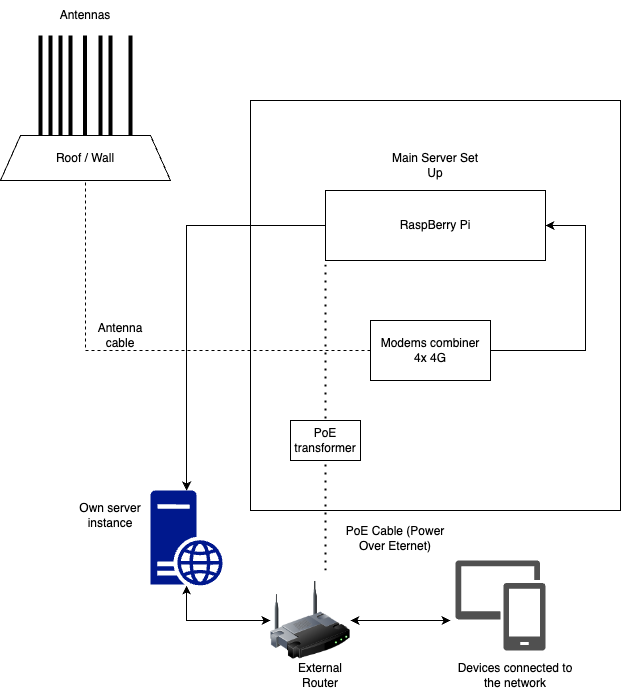 Antennas
Roof / Wall
Main Server Set
Up
RaspBerry Pi
Antenna
cable
Modems combiner
4x 4G
PoE
transformer
Own server
instance
PoE Cable (Power
Over Eternet)
External
Router
Devices connected to
the network